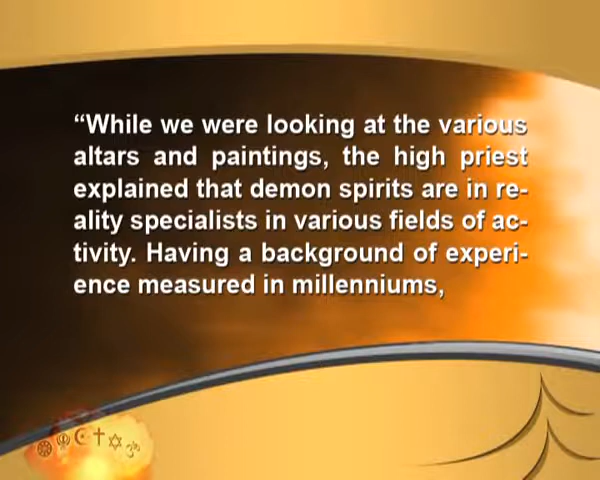 “While we were looking at the various
altars and paintings, the high priest
explained that demon spirits are in re-
ality specialists in various fields of ac-
tivity. Having a background of experi-
ence measured in millenniums,